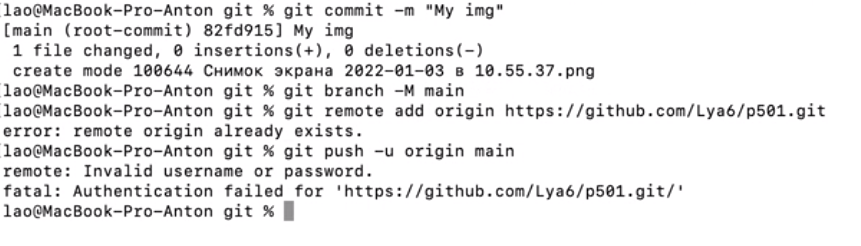 lao@MacBook-Pro-Anton git % git commit -m "My img"
[main (root-commit) 82fd915] My img
 1 file changed, 0 insertions(+), 0 deletions(-)
 create mode 100644 Снимок экрана 2022-01-03 в 10.55.37.png
lao@MacBook-Pro-Anton git % git branch -M main
lao@MacBook-Pro-Anton git % git remote add origin https://github.com/Lya6/p501.git
error: remote origin already exists.
lao@MacBook-Pro-Anton git % git push -u origin main
remote: Invalid username or password.
fatal: Authentication failed for 'https://github.com/Lya6/p501.git/'
lao@MacBook-Pro-Anton git %